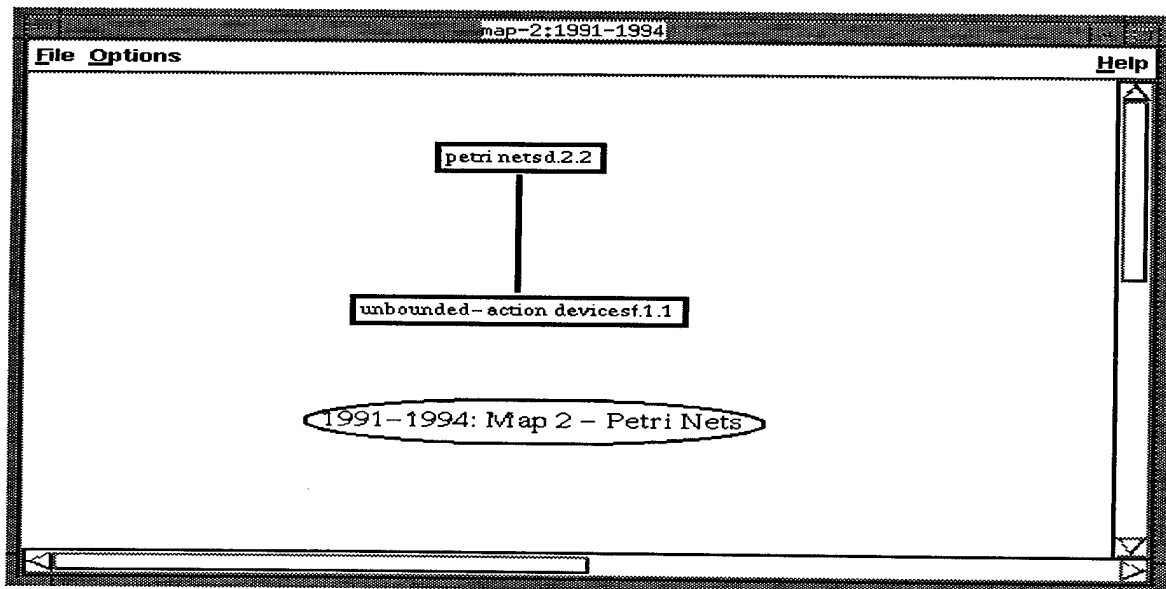 map-2:1991-1994
File Options Help
petri netsd.2.2
unbounded-action devicesf.1.1
1991-1994: Map 2 - Petri Nets